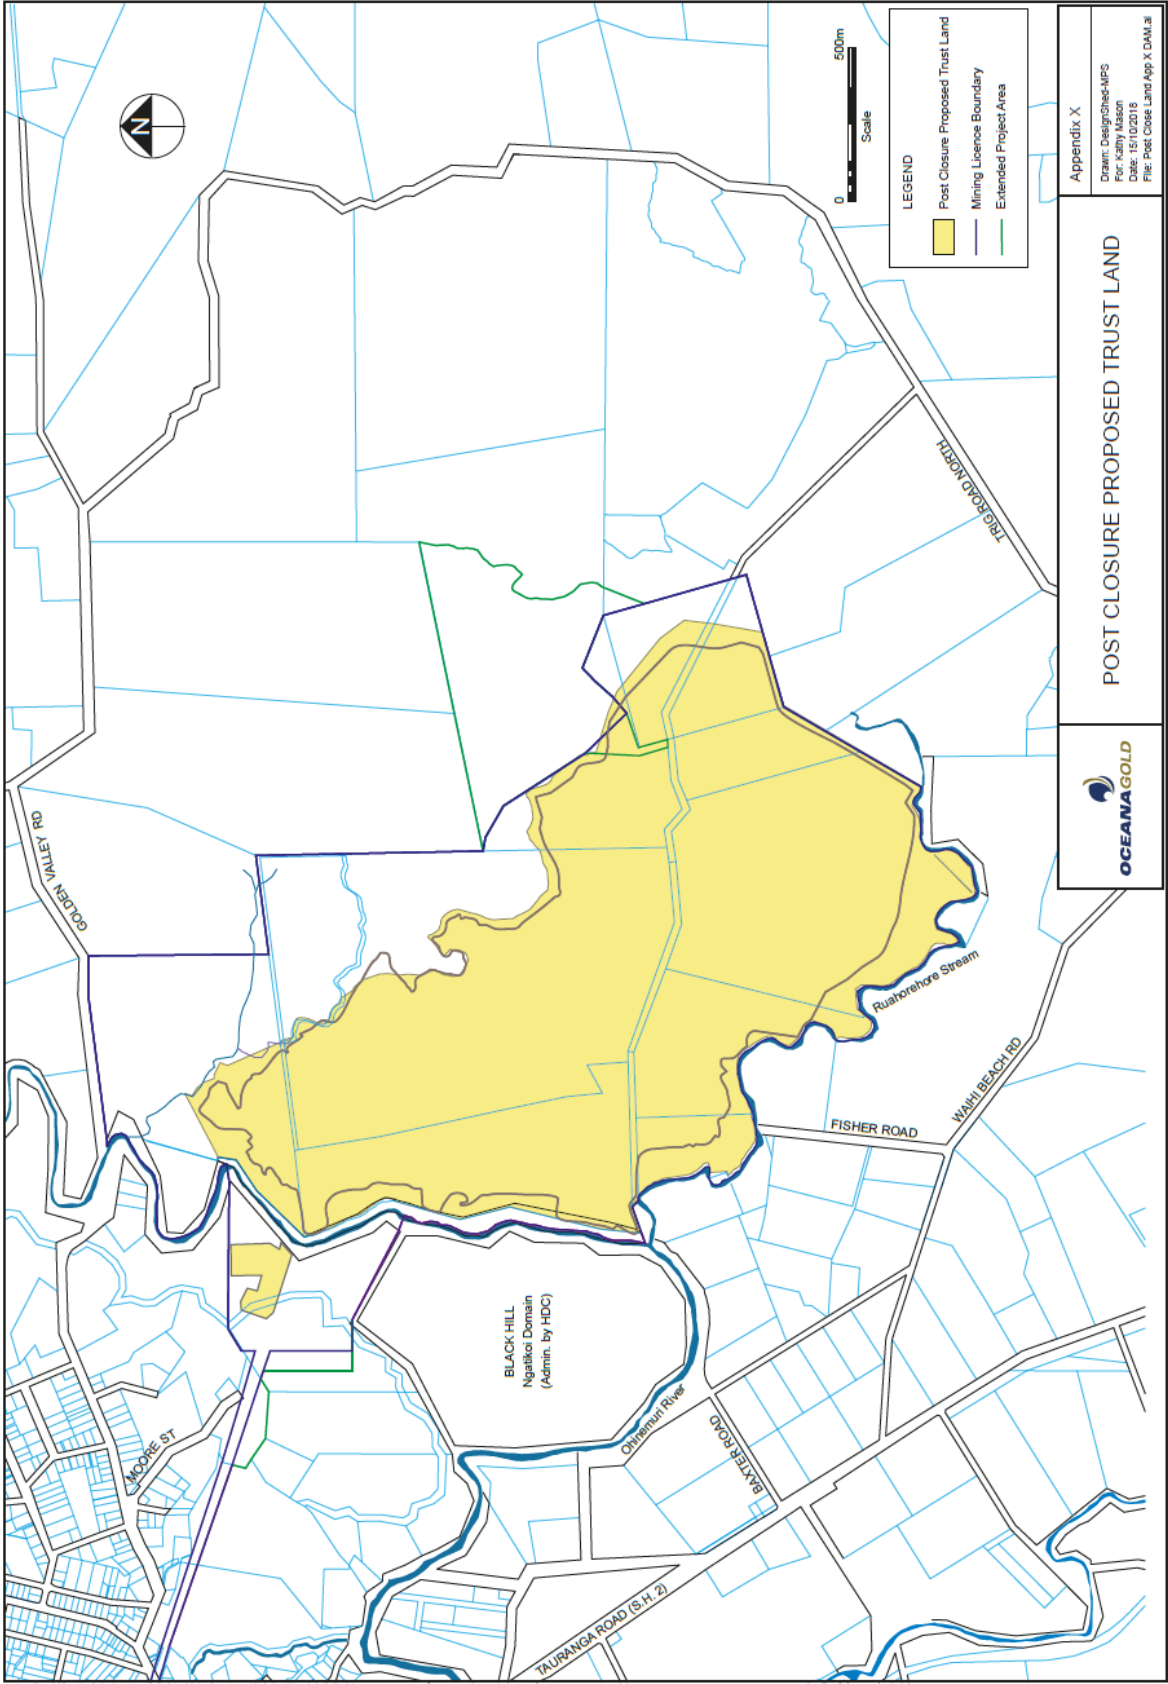 N
GOLDEN VALLEY RD
MOORE ST
BLACK HILL
Ngatikoi Domain
(Admin. by HDC)
Ohinemuri River
BAXTER ROAD
TAURANGA ROAD (S.H. 2)
FISHER ROAD
WAIHI BEACH RD
Ruahorehore Stream
TRIG ROAD NORTH
0 500m
Scale
LEGEND
Post Closure Proposed Trust Land
Mining Licence Boundary
Extended Project Area
OCEANAGOLD
POST CLOSURE PROPOSED TRUST LAND
Appendix X
Drawn: DesignShed-MPS
For: Kathy Mason
Date: 15/10/2018
File: Post Close Land App X DAM.ai